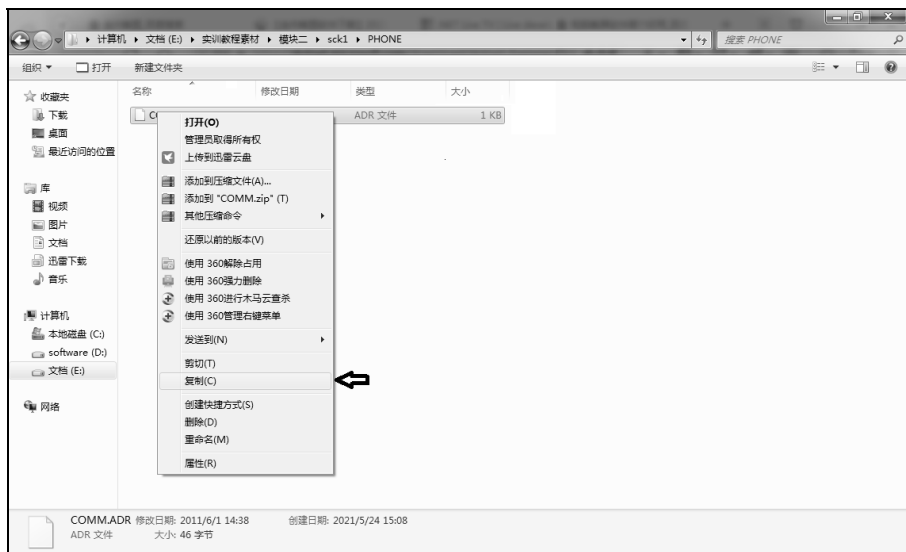 计算机 ▸ 文档 (E:) ▸ 实训教程素材 ▸ 模块二 ▸ sck1 ▸ PHONE
搜索 PHONE
组织 打开 新建文件夹
名称 修改日期 类型 大小
ADR 文件 1 KB
收藏夹
下载
桌面
最近访问的位置
库
视频
图片
文档
迅雷下载
音乐
计算机
本地磁盘 (C:)
software (D:)
文档 (E:)
网络
打开(O)
管理员取得所有权
上传到迅雷云盘
添加到压缩文件(A)...
添加到 "COMM.zip" (T)
其他压缩命令
还原以前的版本(V)
使用 360解除占用
使用 360强力删除
使用 360进行木马云查杀
使用 360管理右键菜单
发送到(N)
剪切(T)
复制(C)
创建快捷方式(S)
删除(D)
重命名(M)
属性(R)
COMM.ADR 修改日期: 2011/6/1 14:38 创建日期: 2021/5/24 15:08
ADR 文件 大小: 46 字节